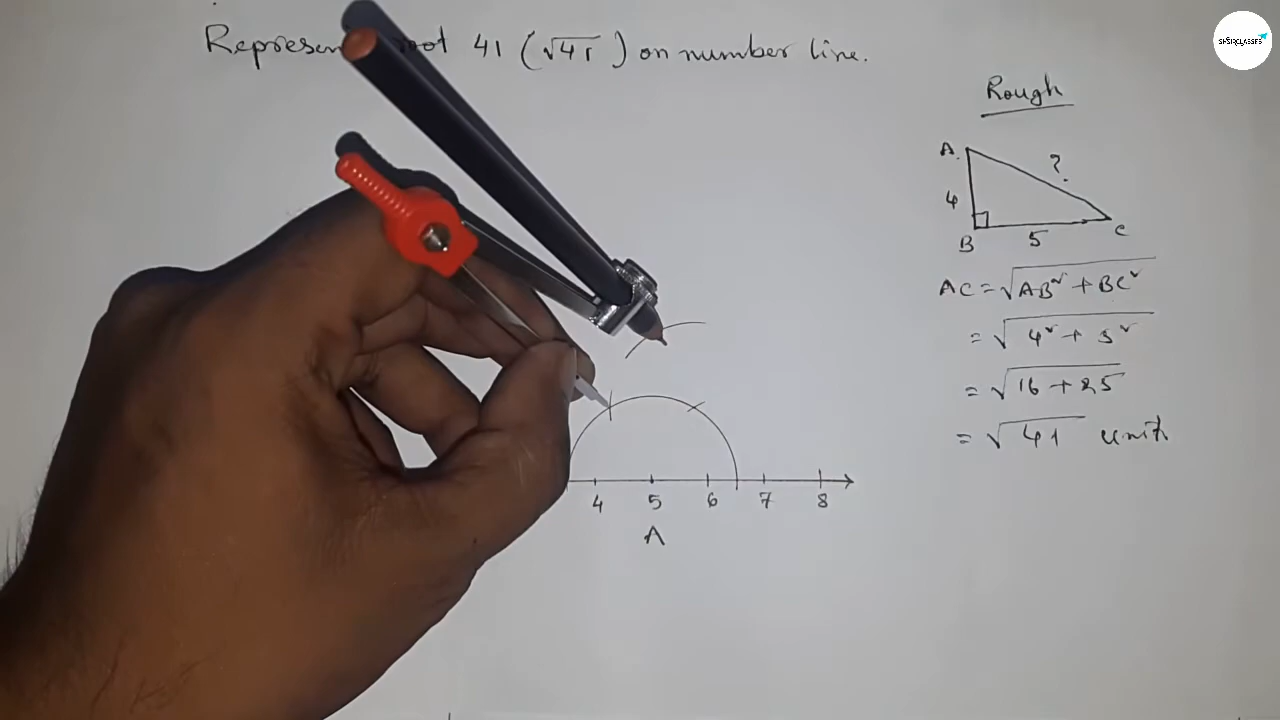 Represen oot 41 (√41) on number line.
SHSIRCLASSES
Rough
A
?
4
B
5
C
AC = √AB² + BC²
= √4² + 5²
= √16 + 25
= √41 unit
4 5 6 7 8
A